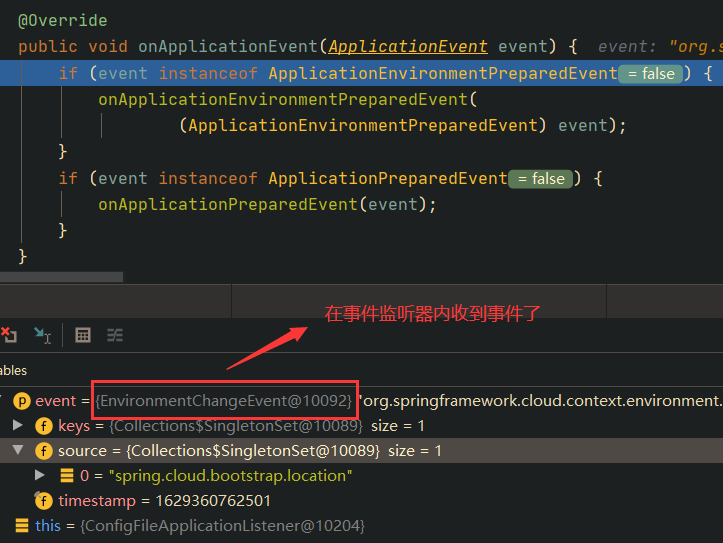 @Override
public void onApplicationEvent(ApplicationEvent event) { event: "org.s
if (event instanceof ApplicationEnvironmentPreparedEvent = false ) {
onApplicationEnvironmentPreparedEvent(
(ApplicationEnvironmentPreparedEvent) event);
}
if (event instanceof ApplicationPreparedEvent = false ) {
onApplicationPreparedEvent(event);
}
}
在事件监听器内收到事件了
ables
p event = {EnvironmentChangeEvent@10092} "org.springframework.cloud.context.environment.
f keys = {Collections$SingletonSet@10089} size = 1
f source = {Collections$SingletonSet@10089} size = 1
0 = "spring.cloud.bootstrap.location"
f timestamp = 1629360762501
this = {ConfigFileApplicationListener@10204}